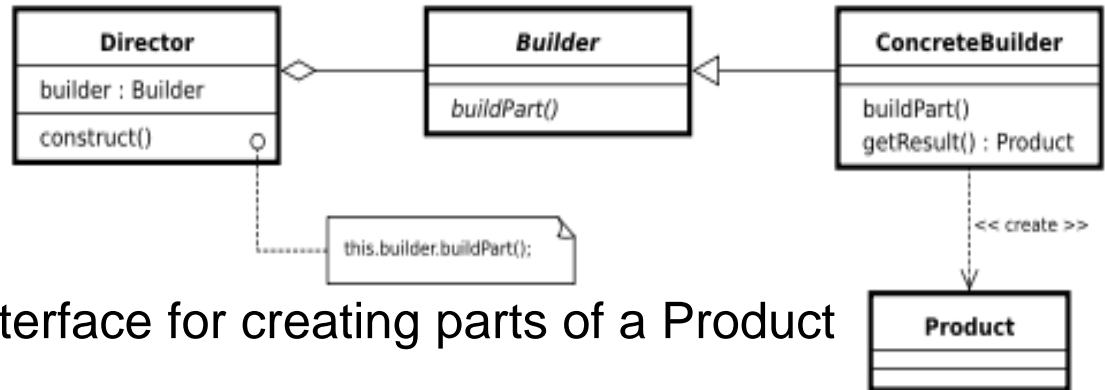 Director
builder : Builder
construct()
Builder
buildPart()
ConcreteBuilder
buildPart()
getResult() : Product
this.builder.buildPart();
<< create >>
terface for creating parts of a Product
Product